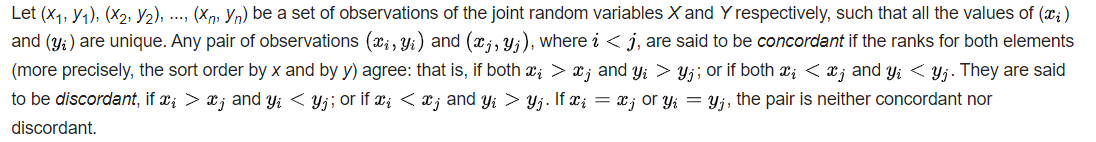 Let (x₁, y₁), (x₂, y₂), ..., (xₙ, yₙ) be a set of observations of the joint random variables X and Y respectively, such that all the values of (xᵢ)
and (yᵢ) are unique. Any pair of observations (xᵢ, yᵢ) and (xⱼ, yⱼ), where i < j, are said to be concordant if the ranks for both elements
(more precisely, the sort order by x and by y) agree: that is, if both xᵢ > xⱼ and yᵢ > yⱼ; or if both xᵢ < xⱼ and yᵢ < yⱼ. They are said
to be discordant, if xᵢ > xⱼ and yᵢ < yⱼ; or if xᵢ < xⱼ and yᵢ > yⱼ. If xᵢ = xⱼ or yᵢ = yⱼ, the pair is neither concordant nor
discordant.